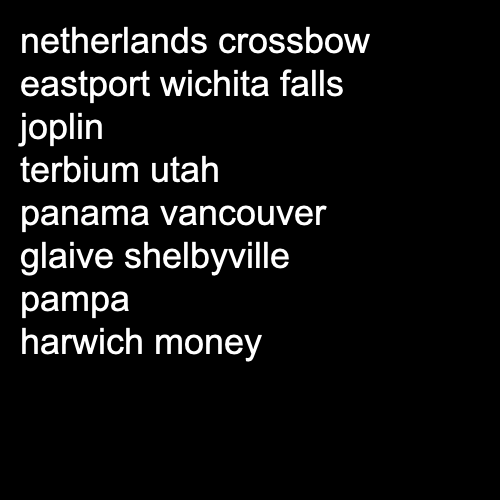 netherlands crossbow
eastport wichita falls
joplin
terbium utah
panama vancouver
glaive shelbyville
pampa
harwich money